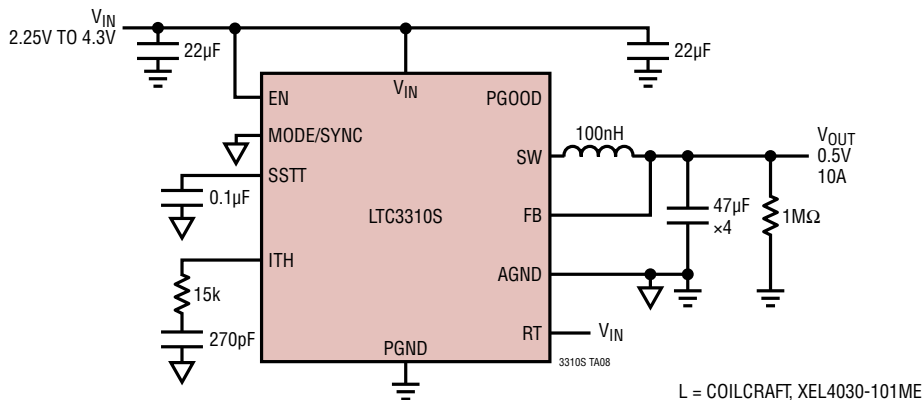 VIN
2.25V TO 4.3V
22µF
22µF
VIN
EN
PGOOD
MODE/SYNC
100nH
SW
VOUT
0.5V
10A
SSTT
0.1µF
LTC3310S
FB
47µF
×4
1MΩ
ITH
AGND
15k
270pF
RT
VIN
PGND
3310S TA08
L = COILCRAFT, XEL4030-101ME